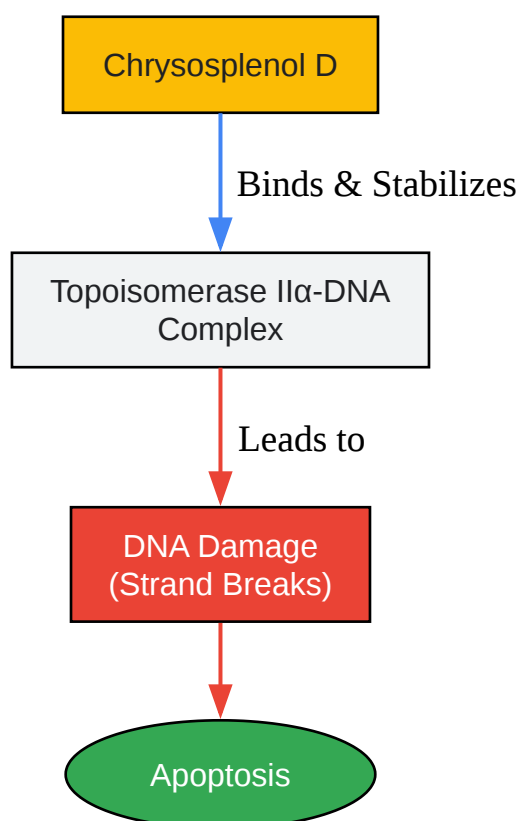 Chrysosplenol D
Binds & Stabilizes
Topoisomerase IIα-DNA
Complex
Leads to
DNA Damage
(Strand Breaks)
Apoptosis